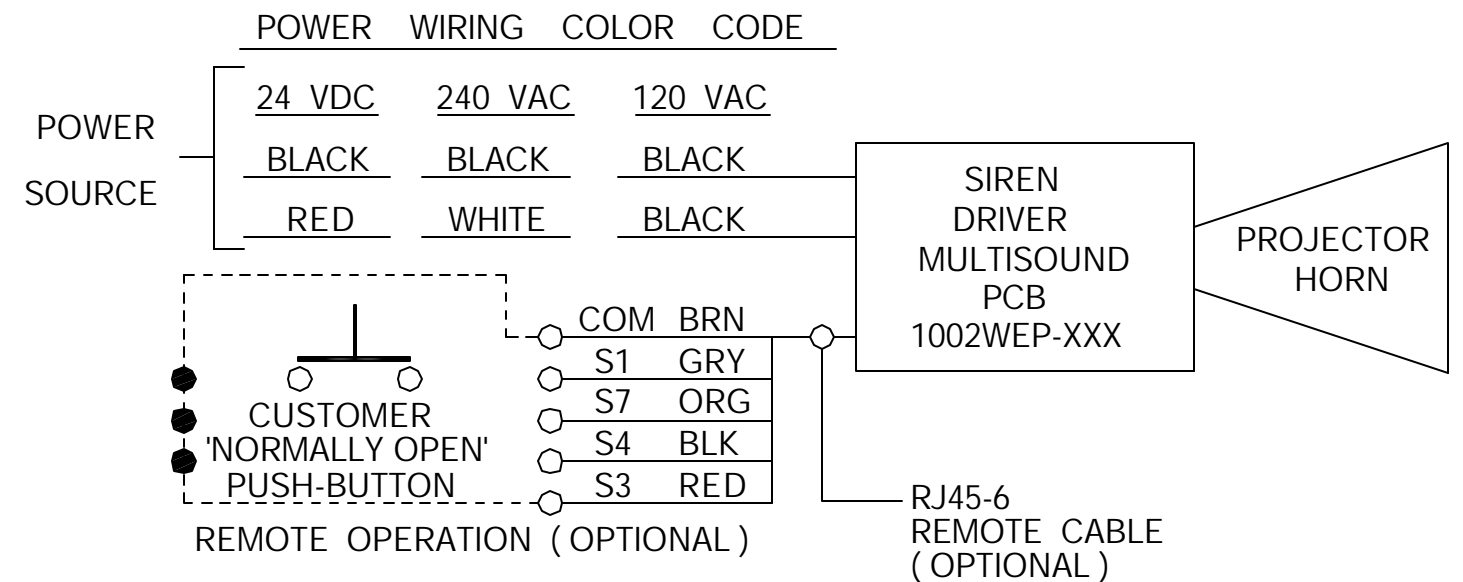 POWER WIRING COLOR CODE
24 VDC 240 VAC 120 VAC
POWER
SOURCE
BLACK BLACK BLACK
RED WHITE BLACK
SIREN
DRIVER
MULTISOUND
PCB
1002WEP-XXX
PROJECTOR
HORN
COM BRN
S1 GRY
S7 ORG
S4 BLK
S3 RED
CUSTOMER
'NORMALLY OPEN'
PUSH-BUTTON
REMOTE OPERATION (OPTIONAL)
RJ45-6
REMOTE CABLE
(OPTIONAL)